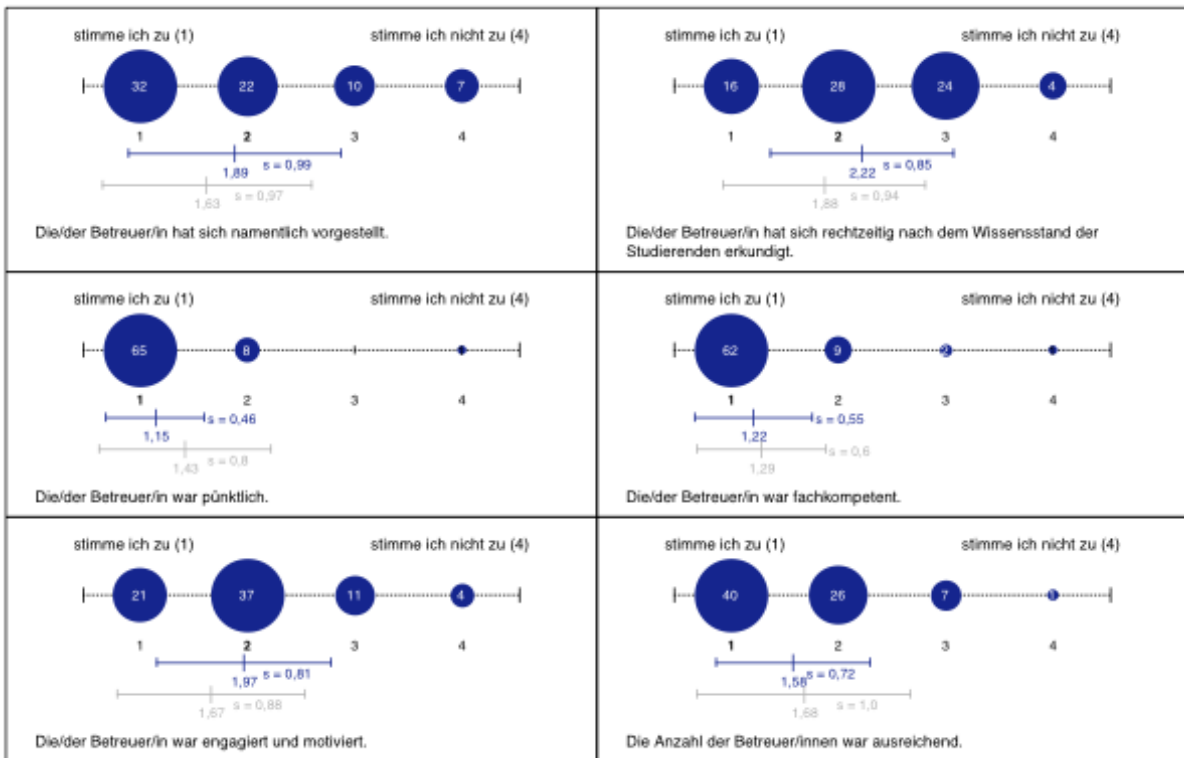 stimme ich zu (1) stimme ich nicht zu (4)
32 22 10 7
1 2 3 4
s = 0,99
1,89
s = 0,97
1,63
Die/der Betreuer/in hat sich namentlich vorgestellt.
stimme ich zu (1) stimme ich nicht zu (4)
16 28 24 4
1 2 3 4
s = 0,85
2,22
s = 0,94
1,88
Die/der Betreuer/in hat sich rechtzeitig nach dem Wissensstand der
Studierenden erkundigt.
stimme ich zu (1) stimme ich nicht zu (4)
65 8
1 2 3 4
s = 0,46
1,15
s = 0,8
1,43
Die/der Betreuer/in war pünktlich.
stimme ich zu (1) stimme ich nicht zu (4)
62 9 2
1 2 3 4
s = 0,55
1,22
s = 0,6
1,29
Die/der Betreuer/in war fachkompetent.
stimme ich zu (1) stimme ich nicht zu (4)
21 37 11 4
1 2 3 4
s = 0,81
1,97
s = 0,88
1,67
Die/der Betreuer/in war engagiert und motiviert.
stimme ich zu (1) stimme ich nicht zu (4)
40 26 7 1
1 2 3 4
s = 0,72
1,58
s = 1,0
1,68
Die Anzahl der Betreuer/innen war ausreichend.